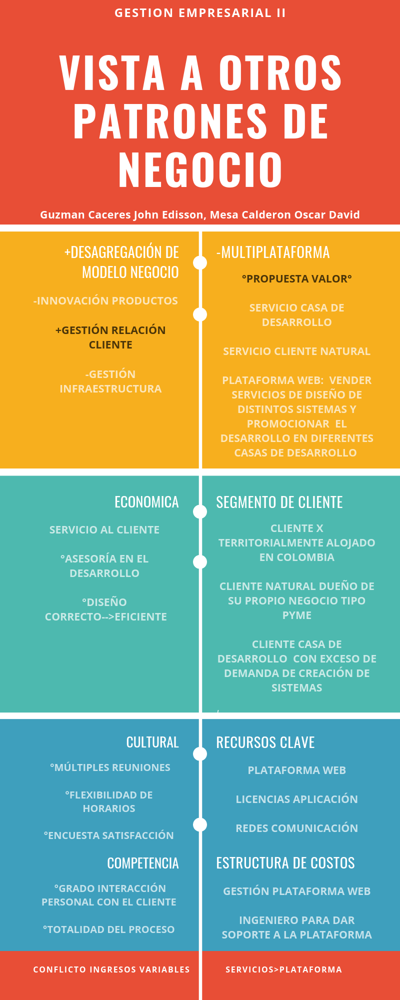 GESTION EMPRESARIAL II
VISTA A OTROS
PATRONES DE
NEGOCIO
Guzman Caceres John Edisson, Mesa Calderon Oscar David
+DESAGREGACIÓN DE
MODELO NEGOCIO
-INNOVACIÓN PRODUCTOS
+GESTIÓN RELACIÓN
CLIENTE
-GESTIÓN
INFRAESTRUCTURA
-MULTIPLATAFORMA
°PROPUESTA VALOR°
SERVICIO CASA DE
DESARROLLO
SERVICIO CLIENTE NATURAL
PLATAFORMA WEB:  VENDER
SERVICIOS DE DISEÑO DE
DISTINTOS SISTEMAS Y
PROMOCIONAR  EL
DESARROLLO EN DIFERENTES
CASAS DE DESARROLLO
ECONOMICA
SERVICIO AL CLIENTE
°ASESORÍA EN EL
DESARROLLO
°DISEÑO
CORRECTO-->EFICIENTE
SEGMENTO DE CLIENTE
CLIENTE X
TERRITORIALMENTE ALOJADO
EN COLOMBIA
CLIENTE NATURAL DUEÑO DE
SU PROPIO NEGOCIO TIPO
PYME
CLIENTE CASA DE
DESARROLLO  CON EXCESO DE
DEMANDA DE CREACIÓN DE
SISTEMAS
CULTURAL
°MÚLTIPLES REUNIONES
°FLEXIBILIDAD DE
HORARIOS
°ENCUESTA SATISFACCIÓN
COMPETENCIA
°GRADO INTERACCIÓN
PERSONAL CON EL CLIENTE
°TOTALIDAD DEL PROCESO
RECURSOS CLAVE
PLATAFORMA WEB
LICENCIAS APLICACIÓN
REDES COMUNICACIÓN
ESTRUCTURA DE COSTOS
GESTIÓN PLATAFORMA WEB
INGENIERO PARA DAR
SOPORTE A LA PLATAFORMA
CONFLICTO INGRESOS VARIABLES
SERVICIOS>PLATAFORMA